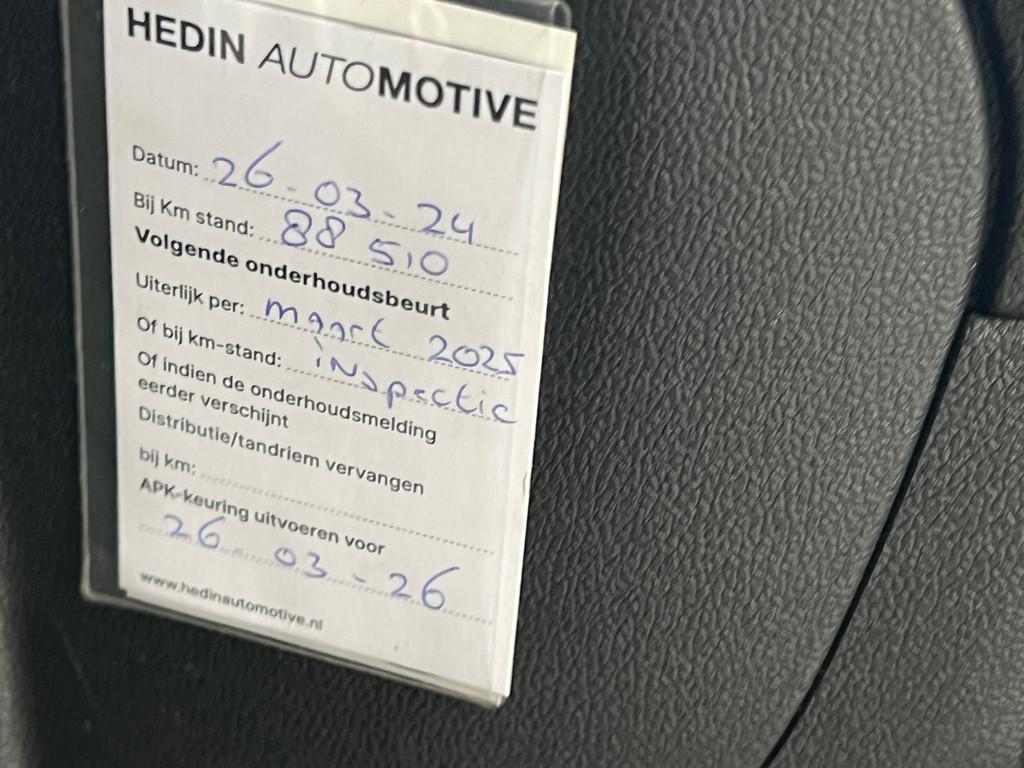 HEDIN AUTOMOTIVE
Datum: 26-03-24
Bij Km stand: 88510
Volgende onderhoudsbeurt
Uiterlijk per: maart 2025
Of bij km-stand: inspectie
Of indien de onderhoudsmelding
eerder verschijnt
Distributie/tandriem vervangen
bij km:
APK-keuring uitvoeren voor
26 03-26
www.hedinautomotive.nl